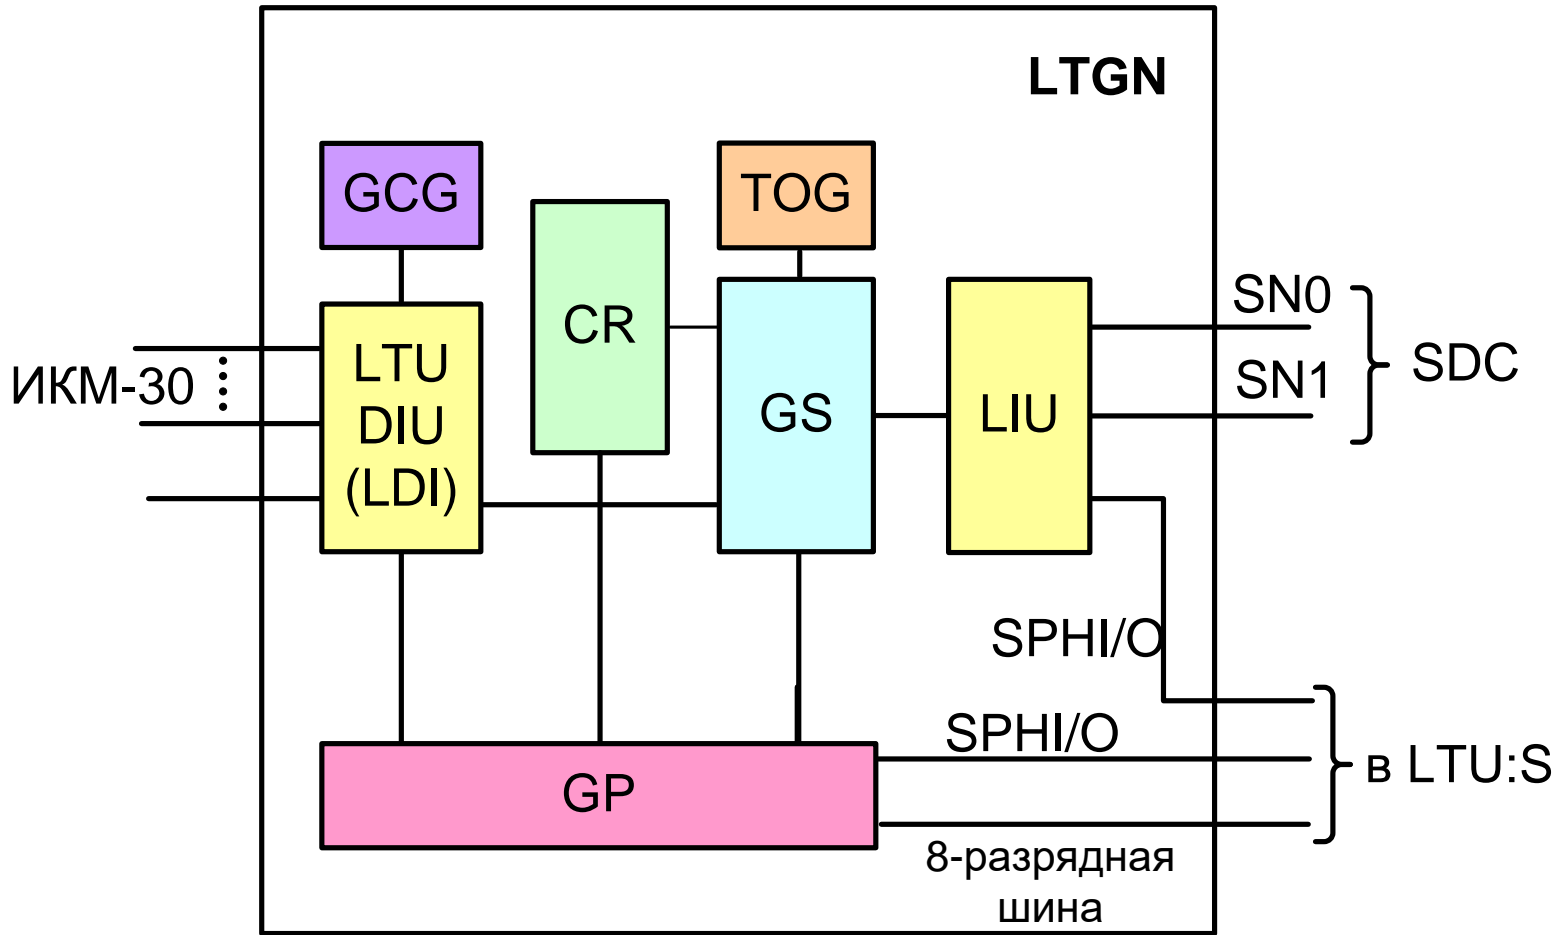 LTGN
GCG
TOG
CR
SN0
ИКМ-30
LTU
DIU
(LDI)
GS
LIU
SN1
SDC
SPHI/O
SPHI/O
GP
в LTU:S
8-разрядная
шина